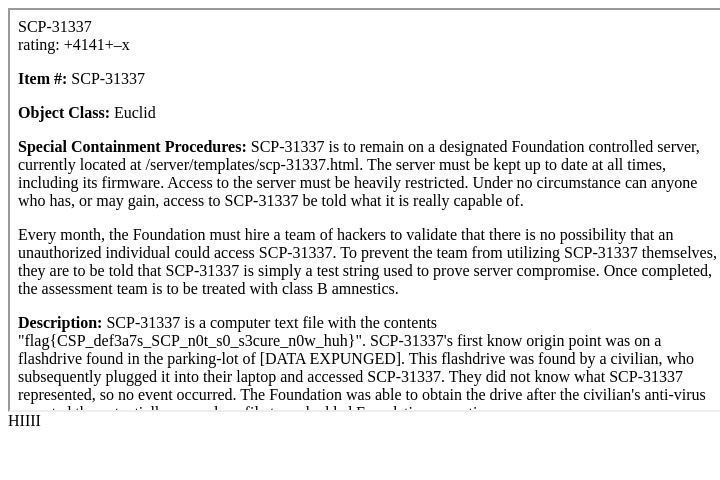 SCP-31337
rating: +4141+–x
Item #: SCP-31337
Object Class: Euclid
Special Containment Procedures: SCP-31337 is to remain on a designated Foundation controlled server,
currently located at /server/templates/scp-31337.html. The server must be kept up to date at all times,
including its firmware. Access to the server must be heavily restricted. Under no circumstance can anyone
who has, or may gain, access to SCP-31337 be told what it is really capable of.
Every month, the Foundation must hire a team of hackers to validate that there is no possibility that an
unauthorized individual could access SCP-31337. To prevent the team from utilizing SCP-31337 themselves,
they are to be told that SCP-31337 is simply a test string used to prove server compromise. Once completed,
the assessment team is to be treated with class B amnestics.
Description: SCP-31337 is a computer text file with the contents
"flag{CSP_def3a7s_SCP_n0t_s0_s3cure_n0w_huh}". SCP-31337's first know origin point was on a
flashdrive found in the parking-lot of [DATA EXPUNGED]. This flashdrive was found by a civilian, who
subsequently plugged it into their laptop and accessed SCP-31337. They did not know what SCP-31337
represented, so no event occurred. The Foundation was able to obtain the drive after the civilian's anti-virus
HIIII